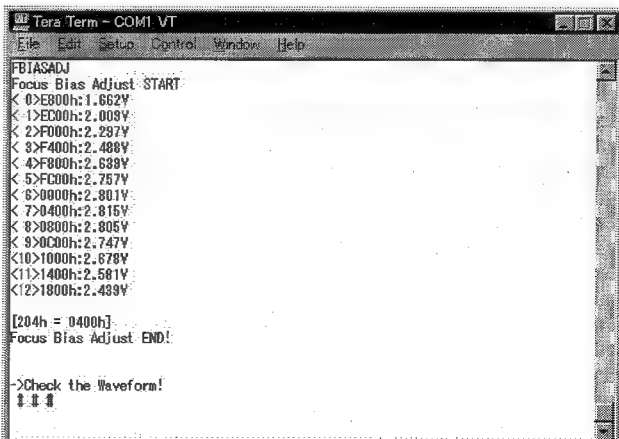 Tera Term - COM1 VT
File Edit Setup Control Window Help
FBIASADJ
Focus Bias Adjust START
< 0>E800h:1.662V
< 1>EC00h:2.009V
< 2>F000h:2.297V
< 3>F400h:2.488V
< 4>F800h:2.639V
< 5>FC00h:2.757V
< 6>0000h:2.801V
< 7>0400h:2.815V
< 8>0800h:2.805V
< 9>0C00h:2.747V
<10>1000h:2.678V
<11>1400h:2.581V
<12>1800h:2.439V
[204h = 0400h]
Focus Bias Adjust END!
->Check the Waveform!